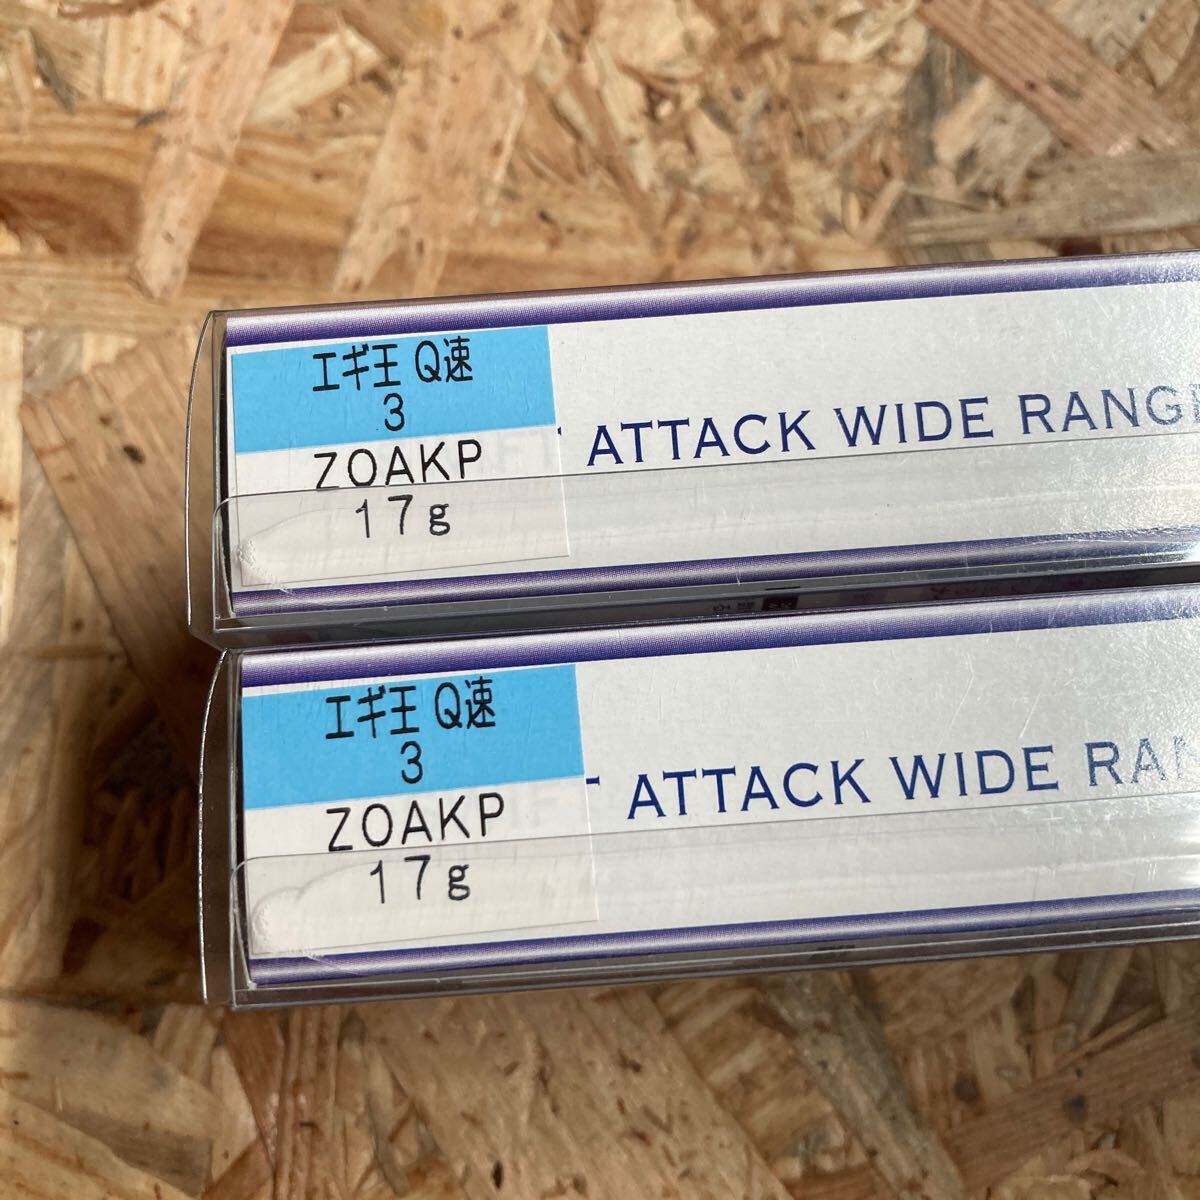 エギ王 Q速
3
ZOAKP
17g
ATTACK WIDE RANGE
エギ王 Q速
3
ZOAKP
17g
ATTACK WIDE RAN